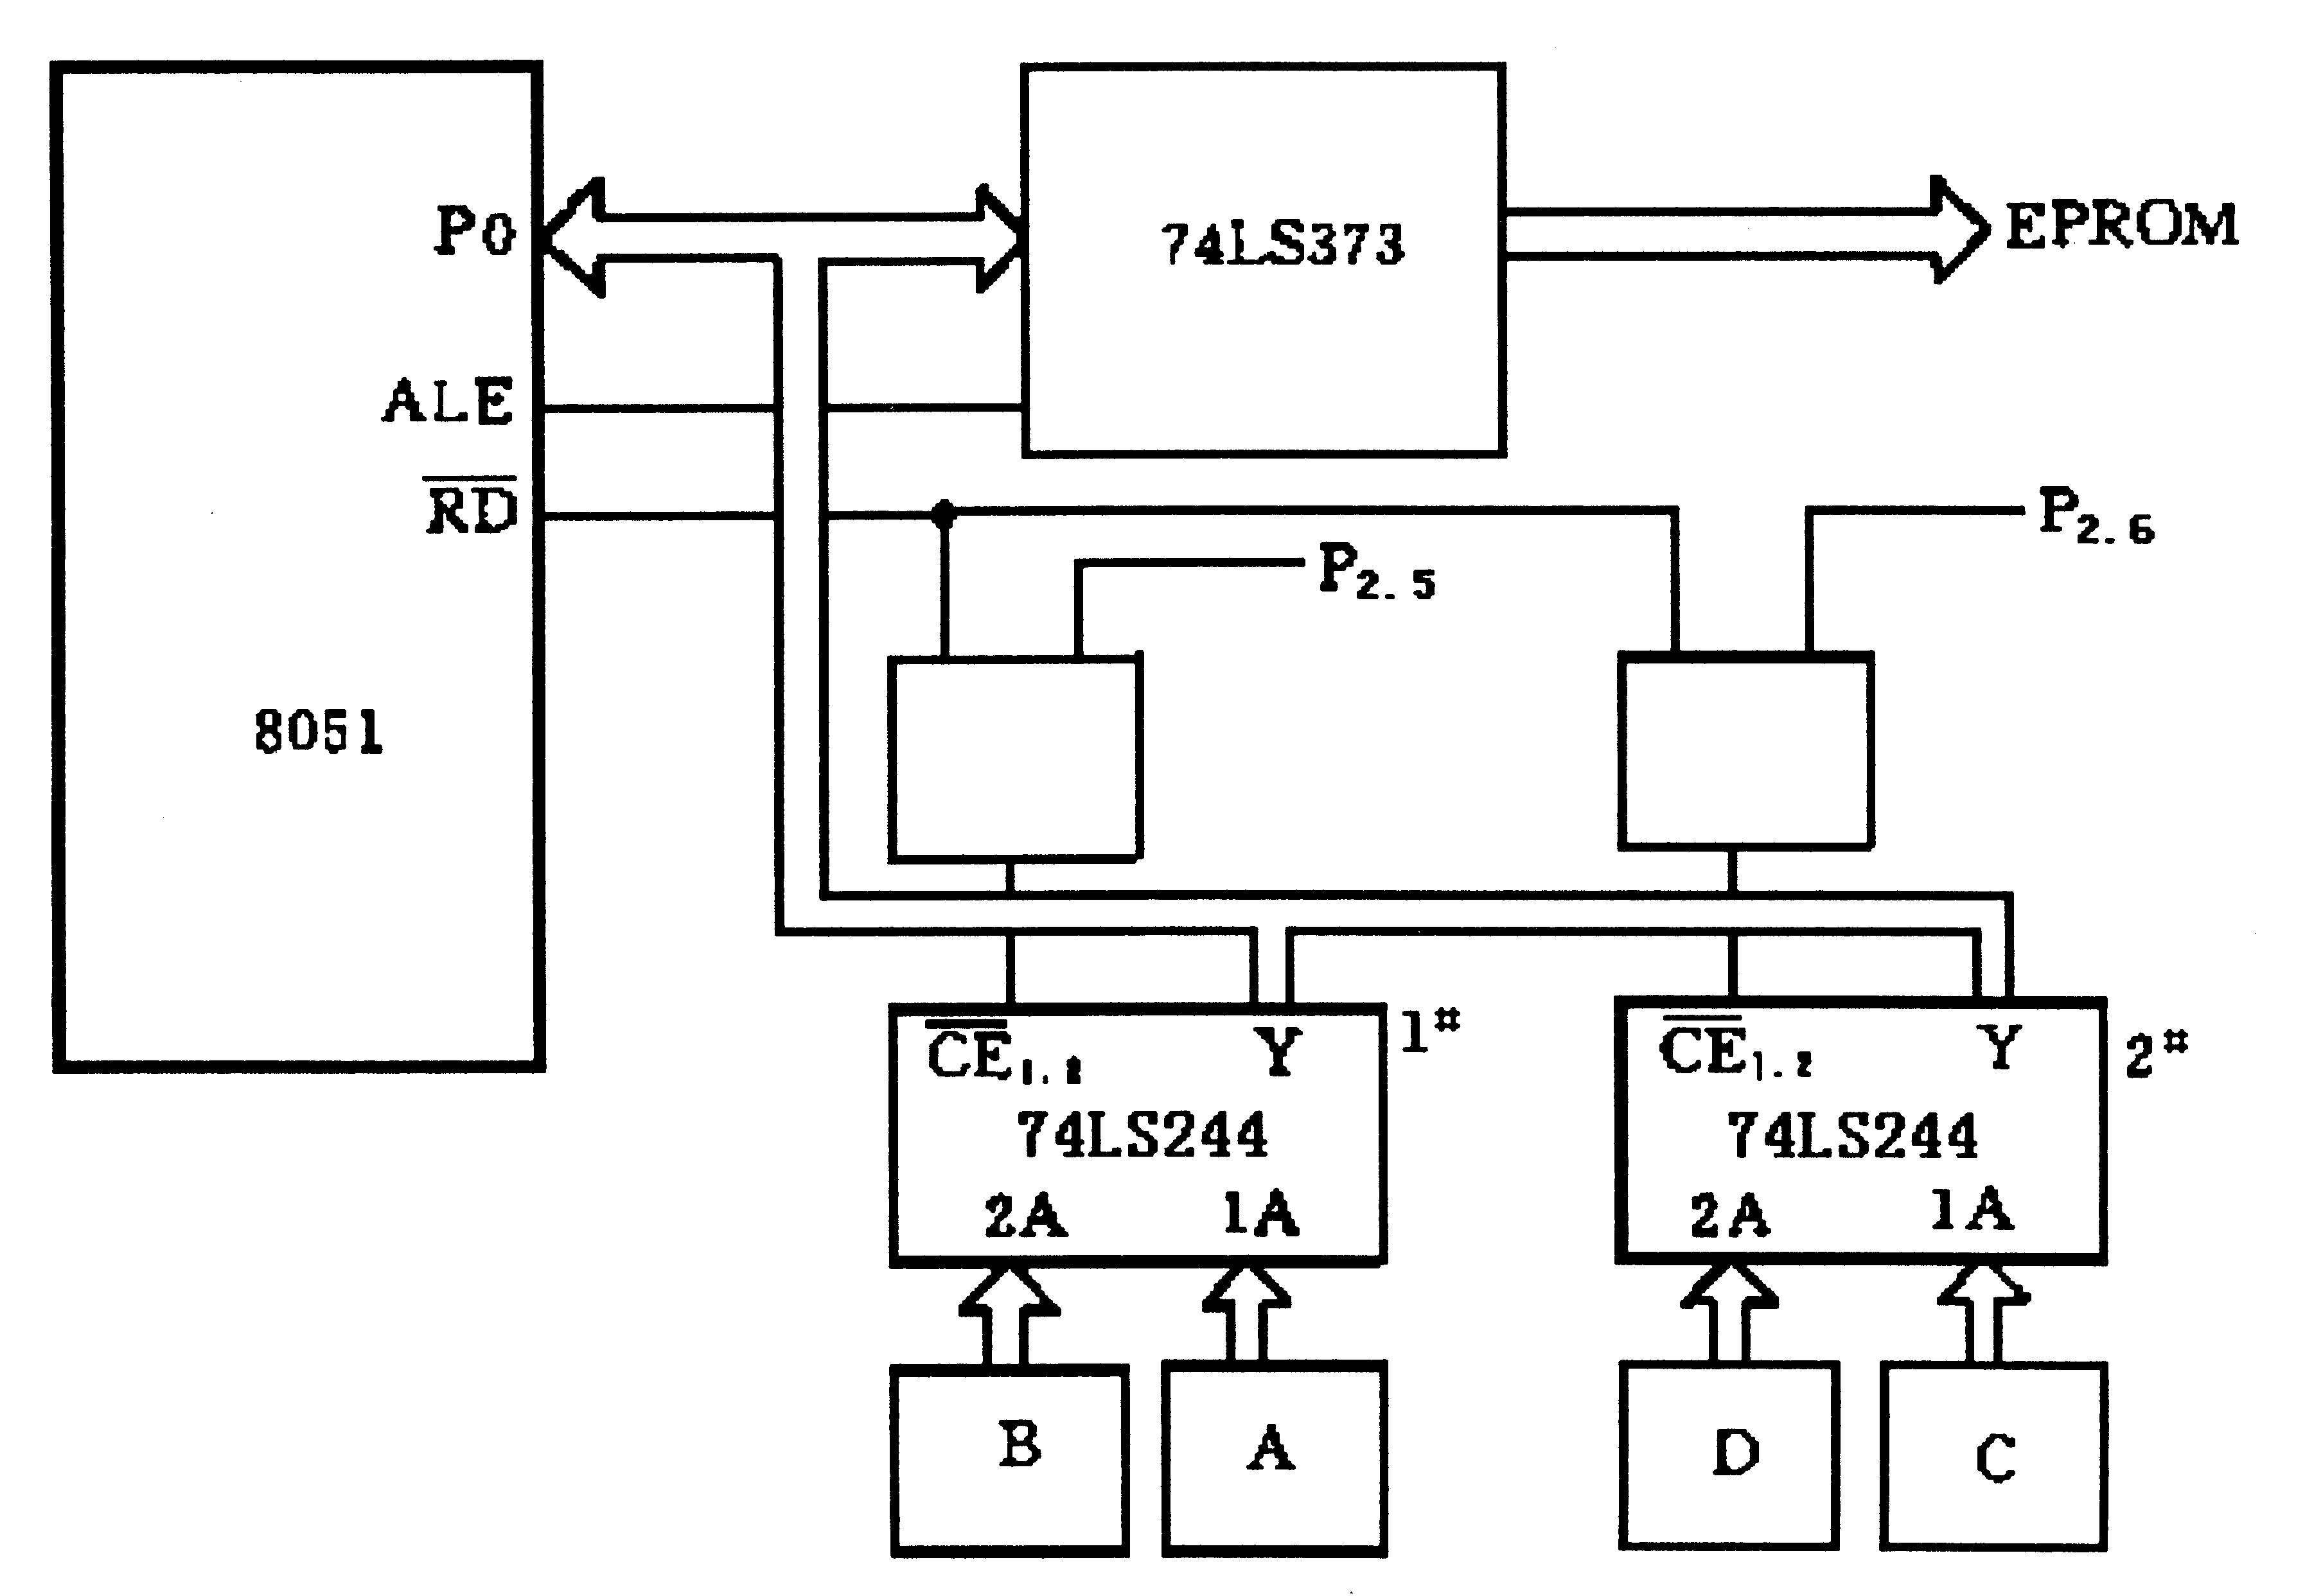 P0
74LS373
EPROM
ALE
RD
P2.6
P2.5
8051
CE1.2 Y
1#
CE1.2 Y
2#
74LS244
74LS244
2A 1A
2A 1A
B
A
D
C